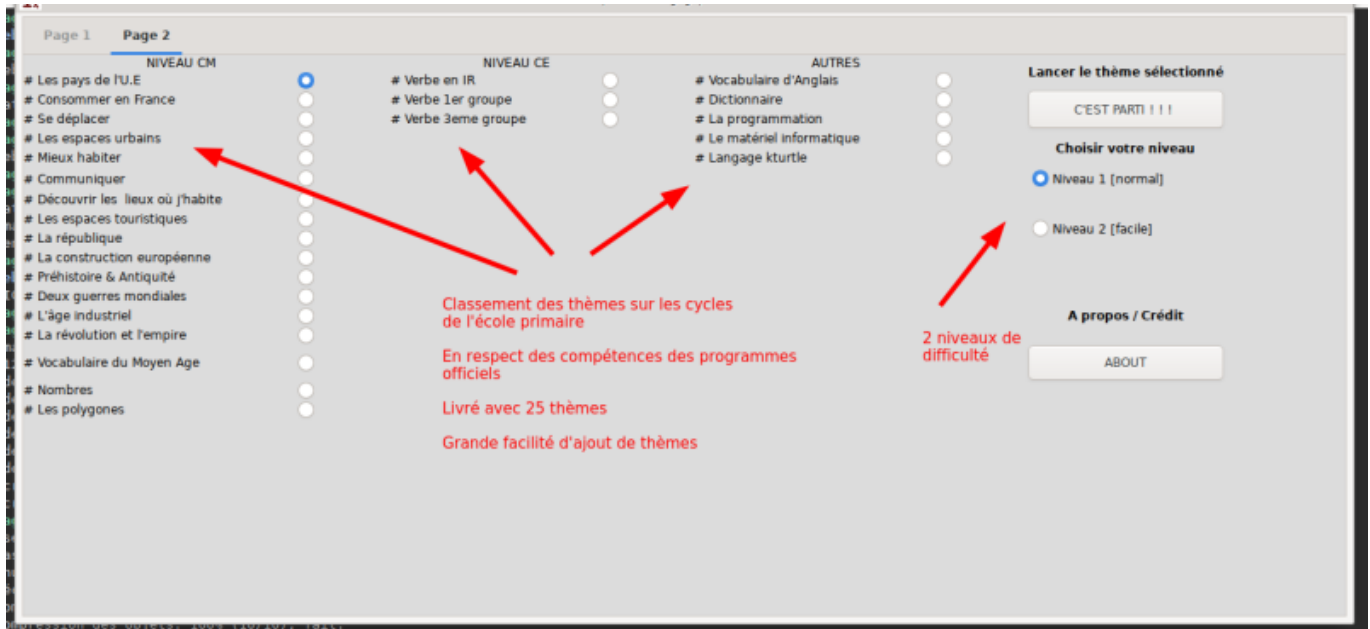 Page 1 Page 2
NIVEAU CM
# Les pays de l'U.E
# Consommer en France
# Se déplacer
# Les espaces urbains
# Mieux habiter
# Communiquer
# Découvrir les lieux où j'habite
# Les espaces touristiques
# La république
# La construction européenne
# Préhistoire & Antiquité
# Deux guerres mondiales
# L'âge industriel
# La révolution et l'empire
# Vocabulaire du Moyen Age
# Nombres
# Les polygones
NIVEAU CE
# Verbe en IR
# Verbe 1er groupe
# Verbe 3eme groupe
AUTRES
# Vocabulaire d'Anglais
# Dictionnaire
# La programmation
# Le matériel informatique
# Langage kturtle
Classement des thèmes sur les cycles
de l'école primaire
En respect des compétences des programmes
officiels
Livré avec 25 thèmes
Grande facilité d'ajout de thèmes
2 niveaux de
difficulté
Lancer le thème sélectionné
C'EST PARTI ! ! !
Choisir votre niveau
Niveau 1 [normal]
Niveau 2 [facile]
A propos / Crédit
ABOUT